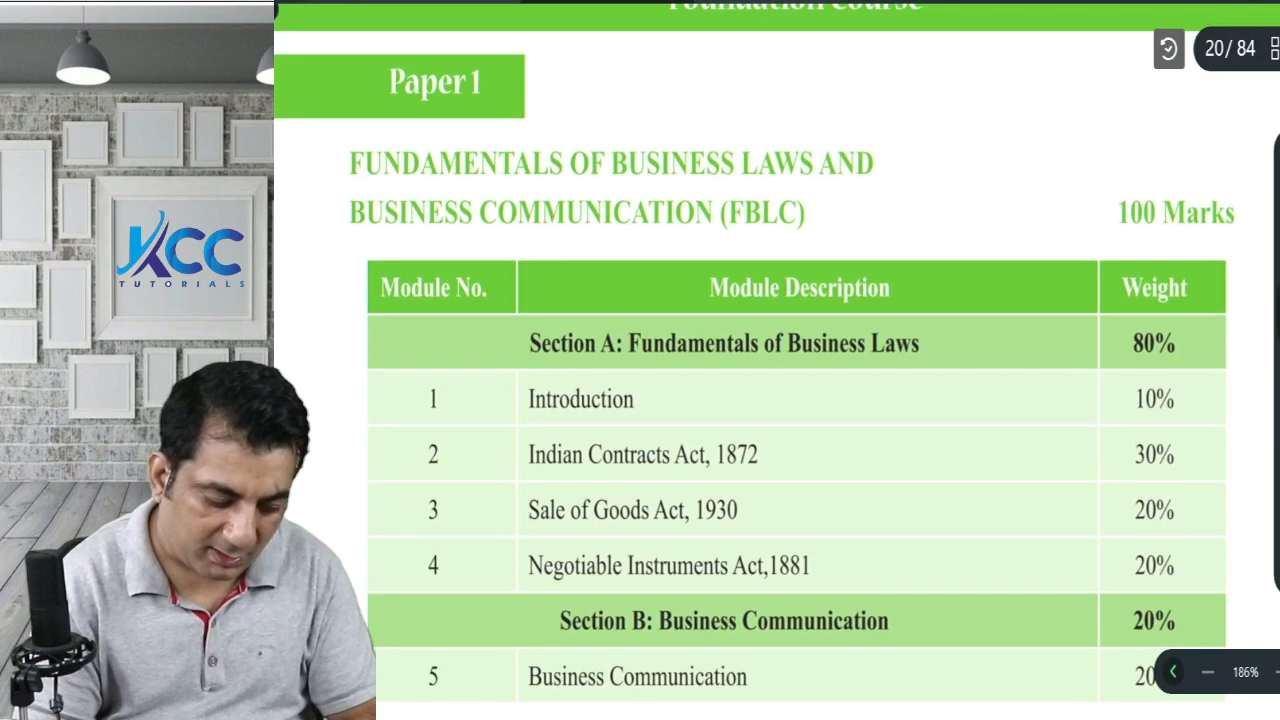 Foundation Course
20/ 84
Paper 1
FUNDAMENTALS OF BUSINESS LAWS AND
BUSINESS COMMUNICATION (FBLC)
100 Marks
KCC
TUTORIALS
Module No. Module Description Weight
Section A: Fundamentals of Business Laws 80%
1 Introduction 10%
2 Indian Contracts Act, 1872 30%
3 Sale of Goods Act, 1930 20%
4 Negotiable Instruments Act,1881 20%
Section B: Business Communication 20%
5 Business Communication 20
186%